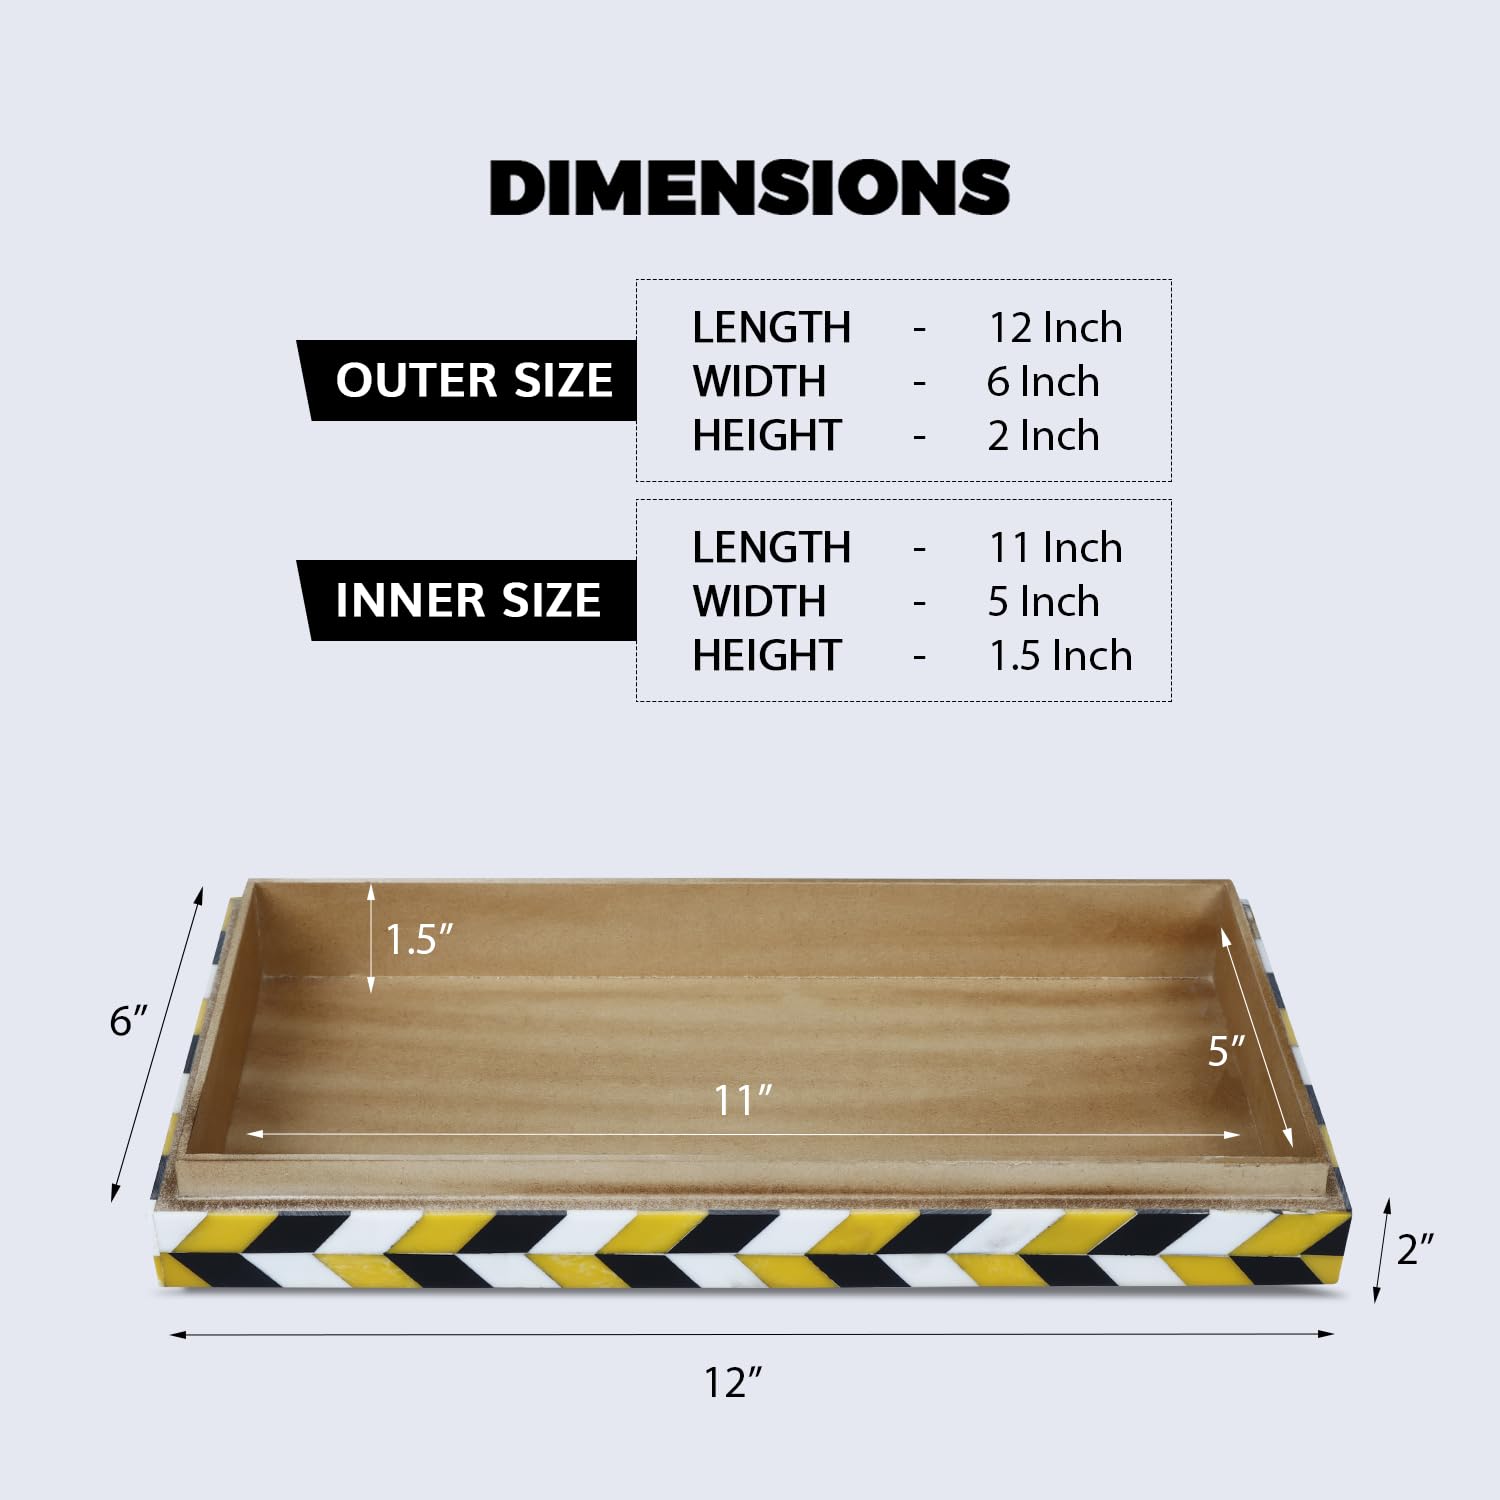 DIMENSIONS
OUTER SIZE
LENGTH - 12 Inch
WIDTH - 6 Inch
HEIGHT - 2 Inch
INNER SIZE
LENGTH - 11 Inch
WIDTH - 5 Inch
HEIGHT - 1.5 Inch
1.5”
6”
5”
11”
2”
12”